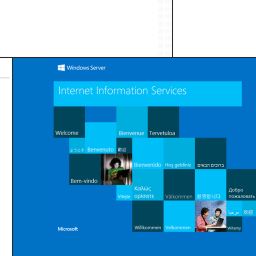 Windows Server
Internet Information Services
Welcome
Bienvenue
Tervetuloa
ようこそ
Benvenuto
歡迎
Bienvenido
Hoş geldiniz
ברוכים הבאים
Bem-vindo
Vítejte
Καλώς
ορίσατε
Välkommen
환영합니다
Добро
пожаловать
Üdvözöljük
Microsoft
Willkommen
Velkommen
Witamy